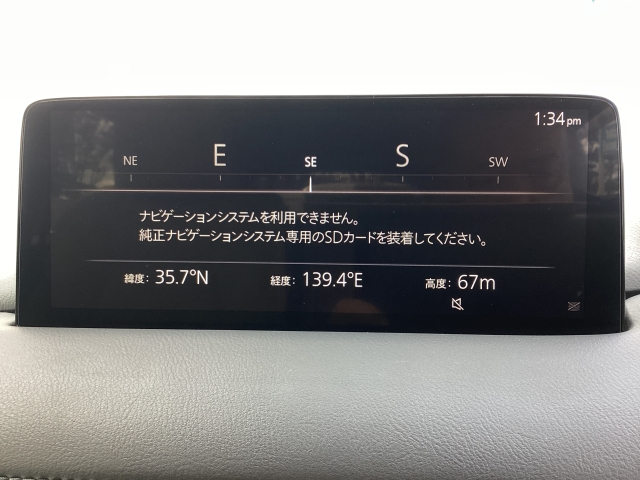 1:34pm
NE E SE S SW
ナビゲーションシステムを利用できません。
純正ナビゲーションシステム専用のSDカードを装着してください。
緯度: 35.7°N 経度: 139.4°E 高度: 67m